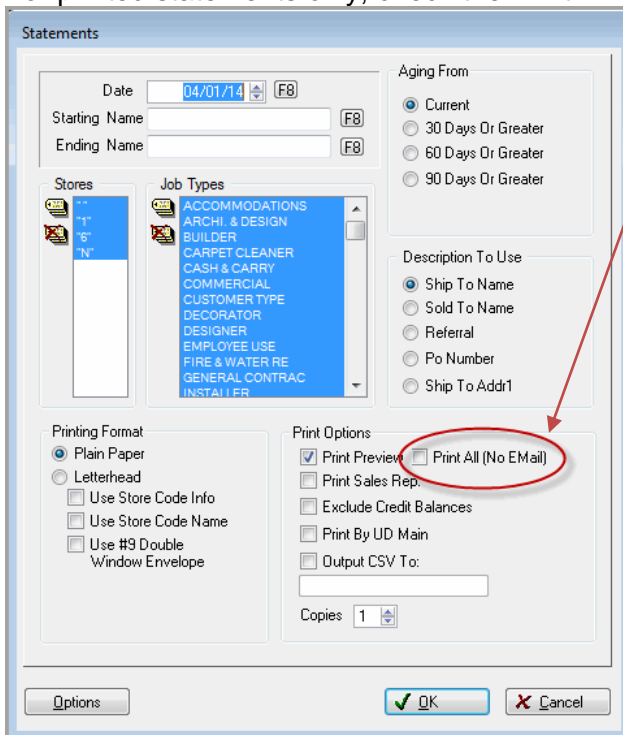 Statements
Date 04/01/14 F8
Starting Name F8
Ending Name F8
Aging From
Current
30 Days Or Greater
60 Days Or Greater
90 Days Or Greater
Stores
" "
"1"
"6"
"N"
Job Types
ACCOMMODATIONS
ARCHI. & DESIGN
BUILDER
CARPET CLEANER
CASH & CARRY
COMMERCIAL
CUSTOMER TYPE
DECORATOR
DESIGNER
EMPLOYEE USE
FIRE & WATER RE
GENERAL CONTRAC
INSTALLER
Description To Use
Ship To Name
Sold To Name
Referral
Po Number
Ship To Addr1
Printing Format
Plain Paper
Letterhead
Use Store Code Info
Use Store Code Name
Use #9 Double
Window Envelope
Print Options
Print Preview Print All (No EMail)
Print Sales Rep.
Exclude Credit Balances
Print By UD Main
Output CSV To:
Copies 1
Options
OK
Cancel